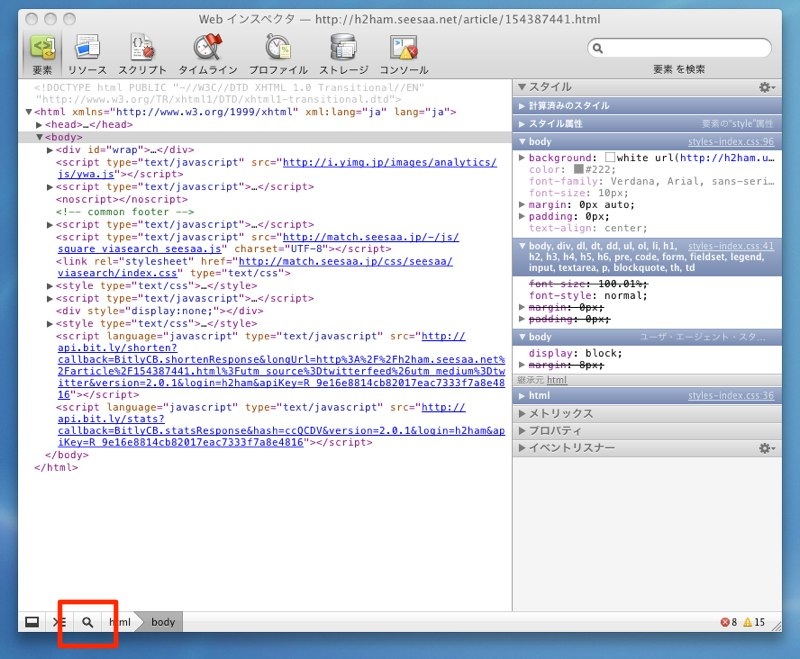 Web インスペクタ — http://h2ham.seesaa.net/article/154387441.html
要素 リソース スクリプト タイムライン プロファイル ストレージ コンソール 要素 を検索
<!DOCTYPE html PUBLIC "-//W3C//DTD XHTML 1.0 Transitional//EN"
"http://www.w3.org/TR/xhtml1/DTD/xhtml1-transitional.dtd">
▼<html xmlns="http://www.w3.org/1999/xhtml" xml:lang="ja" lang="ja">
▶<head>…</head>
▼<body>
▶<div id="wrap">…</div>
<script type="text/javascript" src="http://i.yimg.jp/images/analytics/
js/ywa.js"></script>
▶<script type="text/javascript">…</script>
<noscript></noscript>
<!-- common footer -->
▶<script type="text/javascript">…</script>
<script type="text/javascript" src="http://match.seesaa.jp/-/js/
square_viasearch_seesaa.js" charset="UTF-8"></script>
<link rel="stylesheet" href="http://match.seesaa.jp/css/seesaa/
viasearch/index.css" type="text/css">
▶<style type="text/css">…</style>
▶<style type="text/css">…</style>
▶<script type="text/javascript">…</script>
<div style="display:none;"></div>
▶<style type="text/css">…</style>
<script language="javascript" type="text/javascript" src="http://
api.bit.ly/shorten?
callback=BitlyCB.shortenResponse&longUrl=http%3A%2F%2Fh2ham.seesaa.net%
2Farticle%2F154387441.html%3Futm_source%3Dtwitterfeed%26utm_medium%3Dtw
itter&version=2.0.1&login=h2ham&apiKey=R_9e16e8814cb82017eac7333f7a8e48
16"></script>
<script language="javascript" type="text/javascript" src="http://
api.bit.ly/stats?
callback=BitlyCB.statsResponse&hash=ccQCDV&version=2.0.1&login=h2ham&ap
iKey=R_9e16e8814cb82017eac7333f7a8e4816"></script>
</body>
</html>
▼スタイル
▶計算済みのスタイル
▶スタイル属性 要素の"style"属性
▼body styles-index.css:96
▶background: white url(http://h2ham.u…
color: #222;
font-family: Verdana, Arial, sans-seri…
font-size: 10px;
▶margin: 0px auto;
▶padding: 0px;
text-align: center;
▼body, div, dl, dt, dd, ul, ol, li, h1, styles-index.css:41
h2, h3, h4, h5, h6, pre, code, form, fieldset, legend,
input, textarea, p, blockquote, th, td
font-size: 100.01%;
font-style: normal;
▶margin: 0px;
▶padding: 0px;
▼body ユーザ・エージェント・スタ…
display: block;
▶margin: 8px;
継承元 html
▶html styles-index.css:36
▶メトリックス
▶プロパティ
▶イベントリスナー
html body 8 15